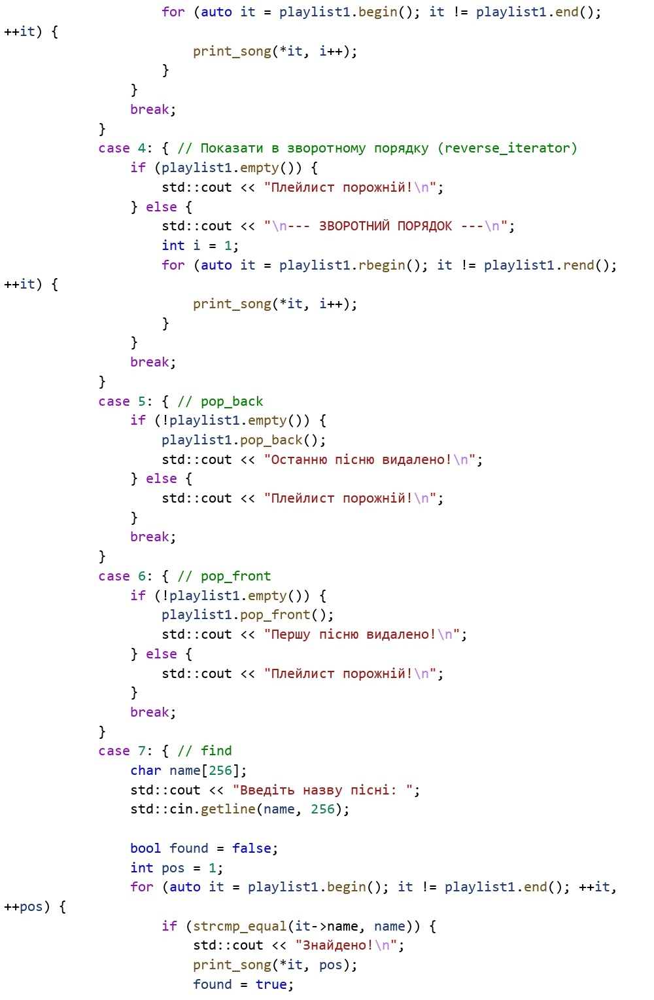 for (auto it = playlist1.begin(); it != playlist1.end();
++it) {
                        print_song(*it, i++);
                    }
                }
                break;
            }
            case 4: { // Показати в зворотному порядку (reverse_iterator)
                if (playlist1.empty()) {
                    std::cout << "Плейлист порожній!\n";
                } else {
                    std::cout << "\n--- ЗВОРОТНИЙ ПОРЯДОК ---\n";
                    int i = 1;
                    for (auto it = playlist1.rbegin(); it != playlist1.rend();
++it) {
                        print_song(*it, i++);
                    }
                }
                break;
            }
            case 5: { // pop_back
                if (!playlist1.empty()) {
                    playlist1.pop_back();
                    std::cout << "Останню пісню видалено!\n";
                } else {
                    std::cout << "Плейлист порожній!\n";
                }
                break;
            }
            case 6: { // pop_front
                if (!playlist1.empty()) {
                    playlist1.pop_front();
                    std::cout << "Першу пісню видалено!\n";
                } else {
                    std::cout << "Плейлист порожній!\n";
                }
                break;
            }
            case 7: { // find
                char name[256];
                std::cout << "Введіть назву пісні: ";
                std::cin.getline(name, 256);

                bool found = false;
                int pos = 1;
                for (auto it = playlist1.begin(); it != playlist1.end(); ++it,
++pos) {
                    if (strcmp_equal(it->name, name)) {
                        std::cout << "Знайдено!\n";
                        print_song(*it, pos);
                        found = true;